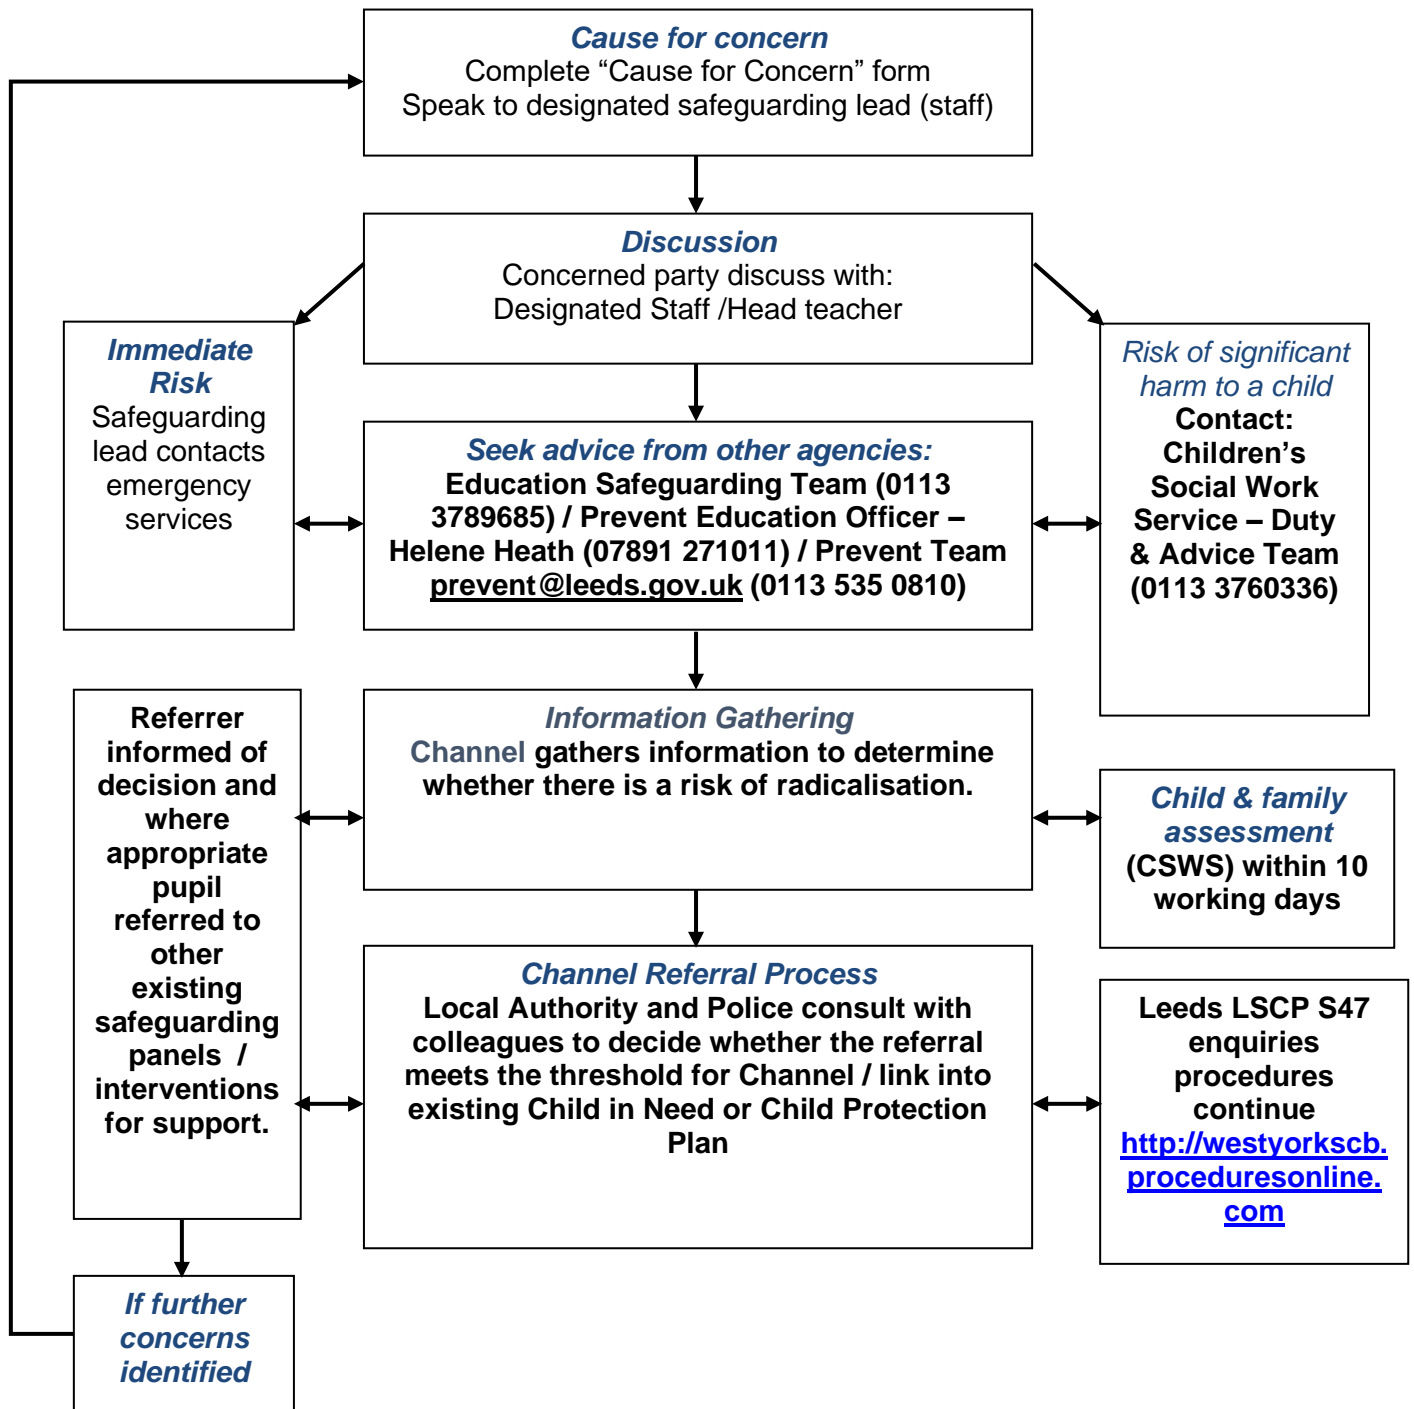 Cause for concern
Complete “Cause for Concern” form
Speak to designated safeguarding lead (staff)
Discussion
Concerned party discuss with:
Designated Staff /Head teacher
Immediate
Risk
Safeguarding
lead contacts
emergency
services
Seek advice from other agencies:
Education Safeguarding Team (0113
3789685) / Prevent Education Officer –
Helene Heath (07891 271011) / Prevent Team
prevent@leeds.gov.uk (0113 535 0810)
Risk of significant
harm to a child
Contact:
Children’s
Social Work
Service – Duty
& Advice Team
(0113 3760336)
Referrer
informed of
decision and
where
appropriate
pupil
referred to
other
existing
safeguarding
panels /
interventions
for support.
Information Gathering
Channel gathers information to determine
whether there is a risk of radicalisation.
Child & family
assessment
(CSWS) within 10
working days
Channel Referral Process
Local Authority and Police consult with
colleagues to decide whether the referral
meets the threshold for Channel / link into
existing Child in Need or Child Protection
Plan
Leeds LSCP S47
enquiries
procedures
continue
http://westyorkscb.
proceduresonline.
com
If further
concerns
identified